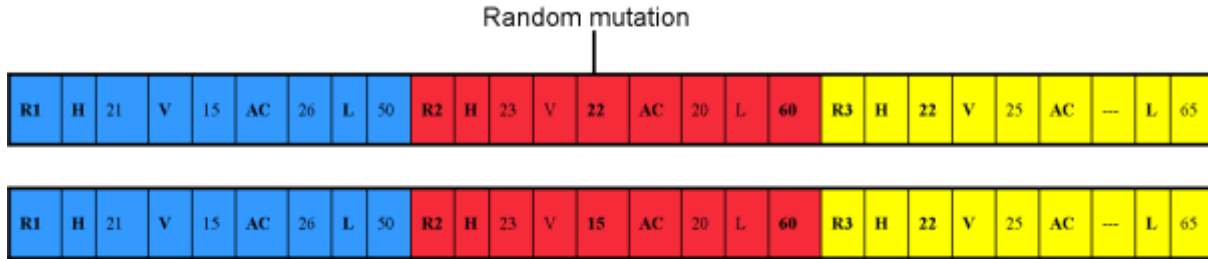 Random mutation
R1 H 21 V 15 AC 26 L 50 R2 H 23 V 22 AC 20 L 60 R3 H 22 V 25 AC --- L 65
R1 H 21 V 15 AC 26 L 50 R2 H 23 V 15 AC 20 L 60 R3 H 22 V 25 AC --- L 65